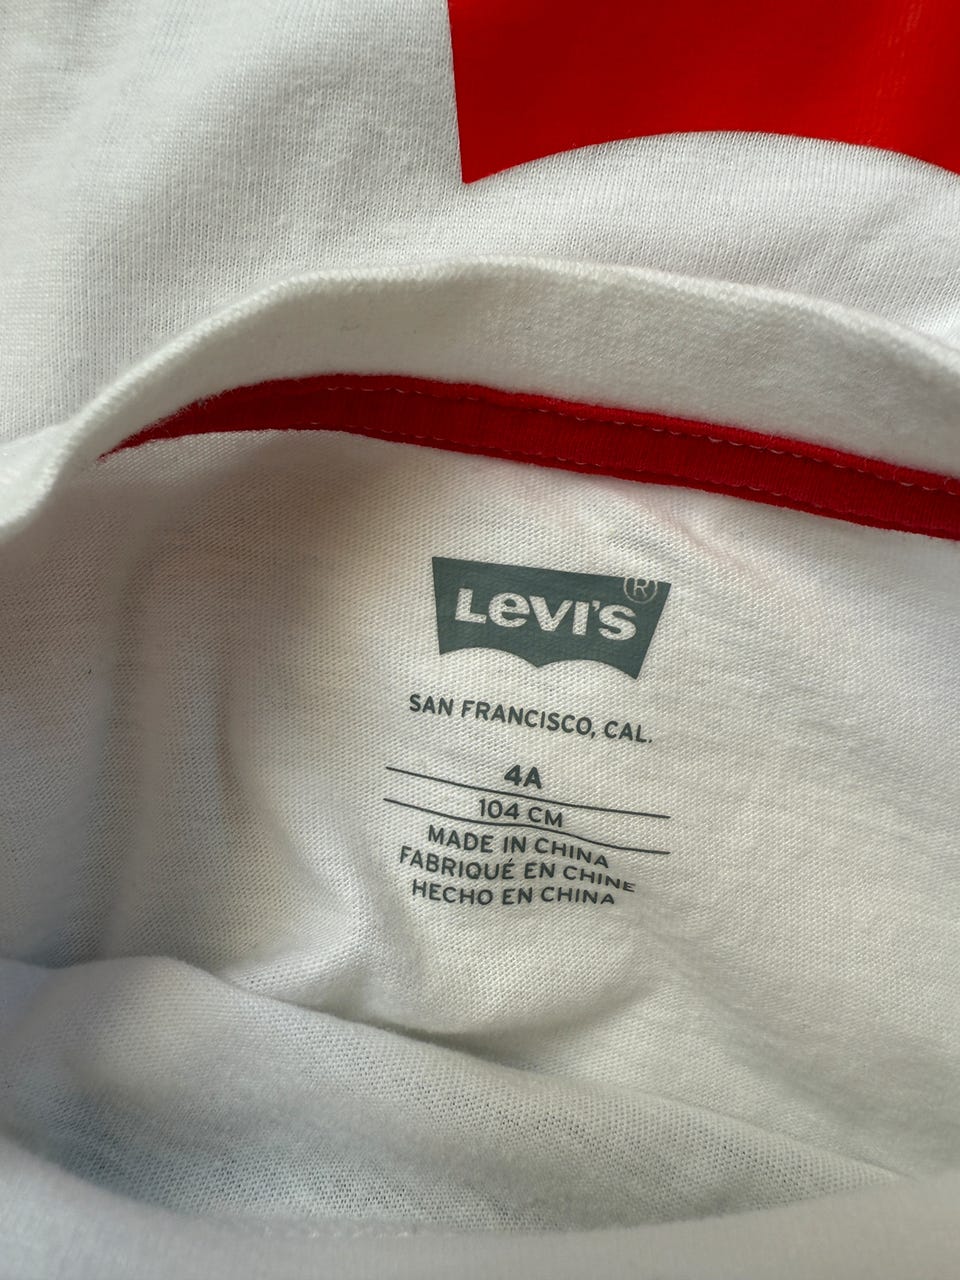 LEVI'S®
SAN FRANCISCO, CAL.
4A
104 CM
MADE IN CHINA
FABRIQUÉ EN CHINE
HECHO EN CHINA